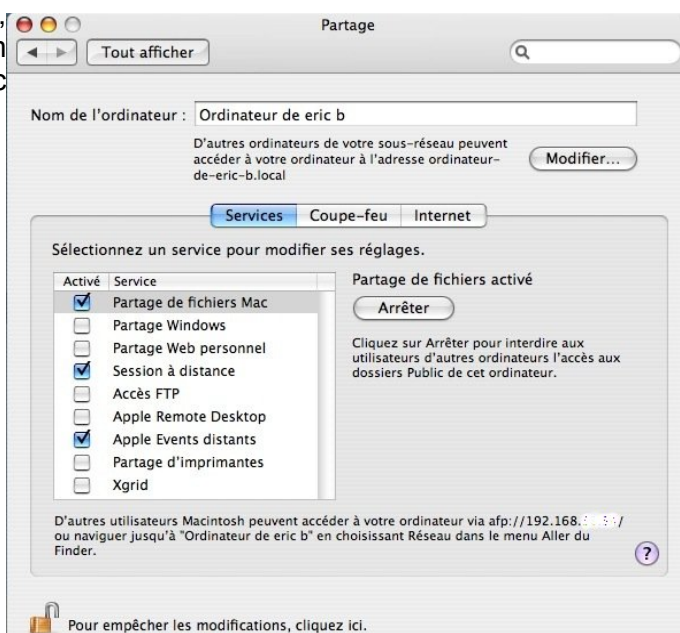 Partage
Tout afficher
Nom de l'ordinateur : Ordinateur de eric b
D'autres ordinateurs de votre sous-réseau peuvent
accéder à votre ordinateur à l'adresse ordinateur-
de-eric-b.local
Modifier...
Services Coupe-feu Internet
Sélectionnez un service pour modifier ses réglages.
Activé Service
Partage de fichiers Mac
Partage Windows
Partage Web personnel
Session à distance
Accès FTP
Apple Remote Desktop
Apple Events distants
Partage d'imprimantes
Xgrid
Partage de fichiers activé
Arrêter
Cliquez sur Arrêter pour interdire aux
utilisateurs d'autres ordinateurs l'accès aux
dossiers Public de cet ordinateur.
D'autres utilisateurs Macintosh peuvent accéder à votre ordinateur via afp://192.168. /
ou naviguer jusqu'à "Ordinateur de eric b" en choisissant Réseau dans le menu Aller du
Finder.
?
Pour empêcher les modifications, cliquez ici.